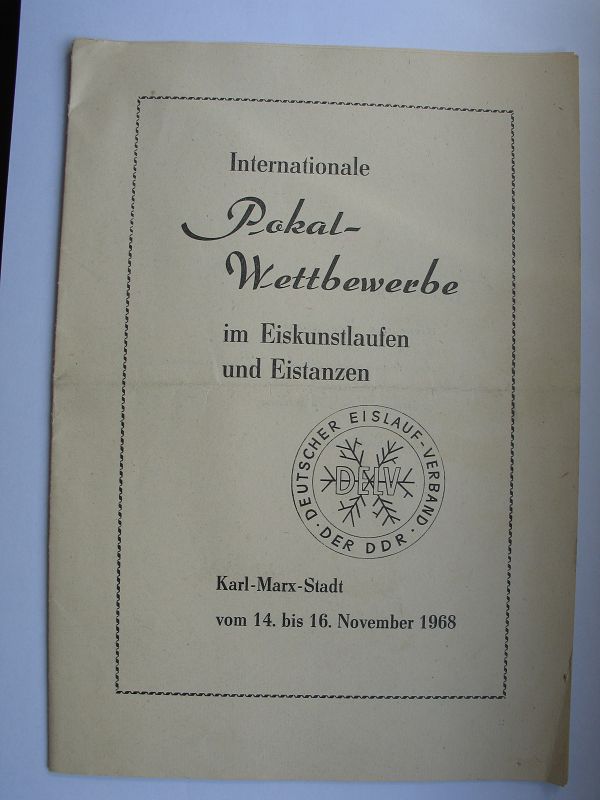 Internationale
Pokal-
Wettbewerbe
im Eiskunstlaufen
und Eistanzen
DEUTSCHER EISLAUF-VERBAND
· DER DDR ·
DELV
Karl-Marx-Stadt
vom 14. bis 16. November 1968